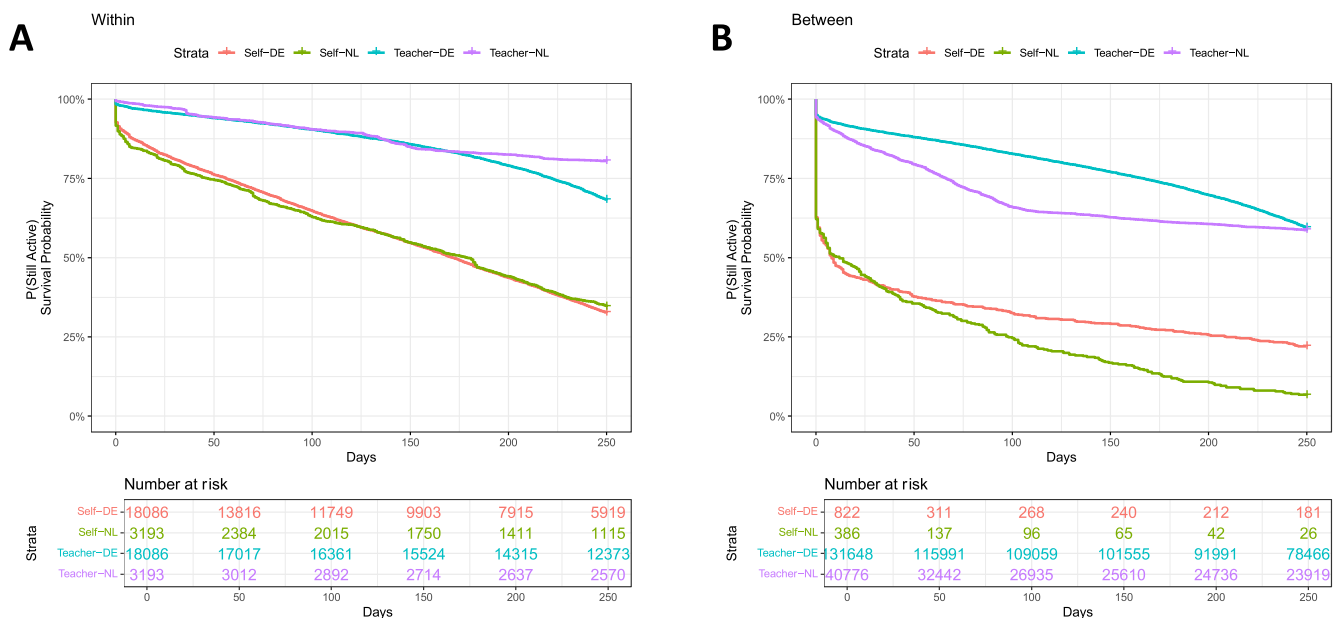 A
Within
Strata Self-DE Self-NL Teacher-DE Teacher-NL
100%
75%
50%
25%
0%
P(Still Active)
Survival Probability
0 50 100 150 200 250
Days
Number at risk
Strata
Self-DE 18086 13816 11749 9903 7915 5919
Self-NL 3193 2384 2015 1750 1411 1115
Teacher-DE 18086 17017 16361 15524 14315 12373
Teacher-NL 3193 3012 2892 2714 2637 2570
0 50 100 150 200 250
Days
B
Between
Strata Self-DE Self-NL Teacher-DE Teacher-NL
100%
75%
50%
25%
0%
P(Still Active)
Survival Probability
0 50 100 150 200 250
Days
Number at risk
Strata
Self-DE 822 311 268 240 212 181
Self-NL 386 137 96 65 42 26
Teacher-DE 131648 115991 109059 101555 91991 78466
Teacher-NL 40776 32442 26935 25610 24736 23919
0 50 100 150 200 250
Days